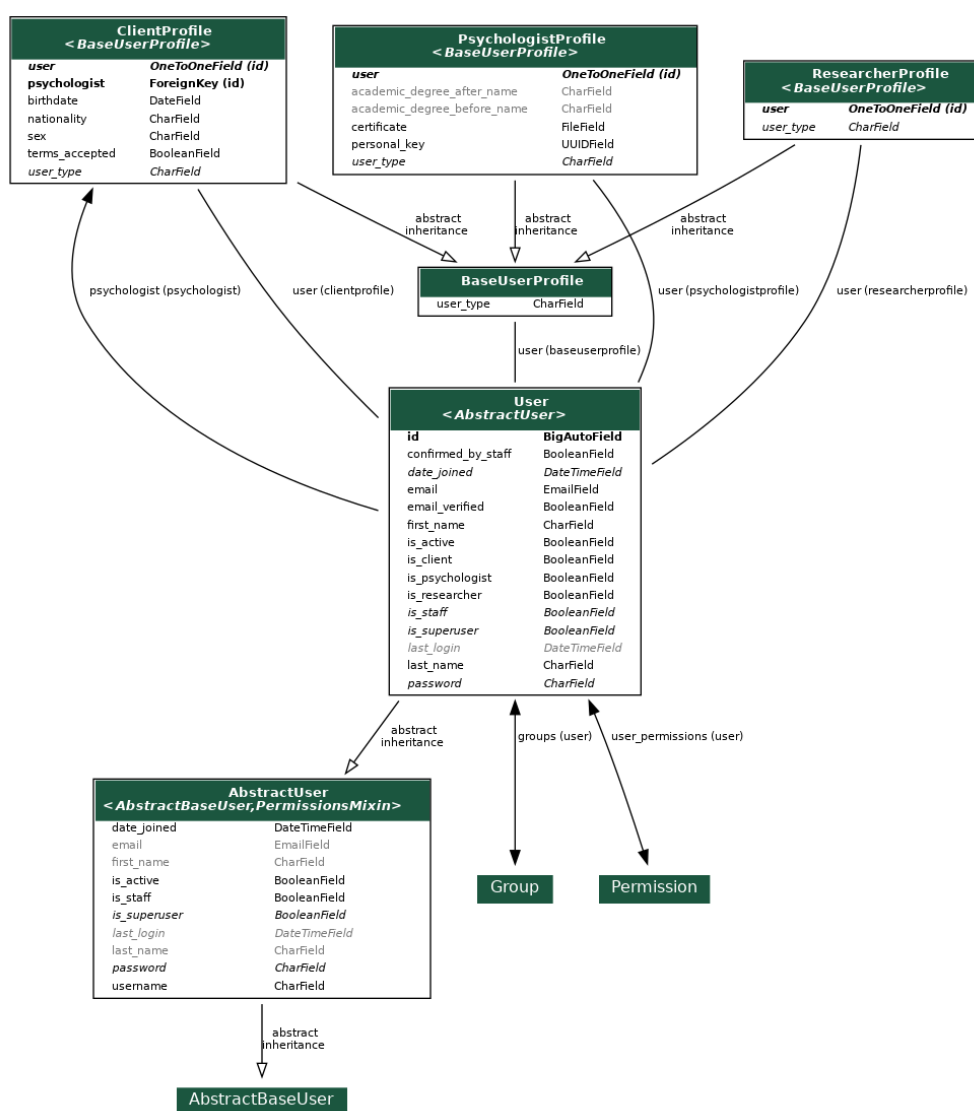 ClientProfile
<BaseUserProfile>
user OneToOneField (id)
psychologist ForeignKey (id)
birthdate DateField
nationality CharField
sex CharField
terms_accepted BooleanField
user_type CharField
PsychologistProfile
<BaseUserProfile>
user OneToOneField (id)
academic_degree_after_name CharField
academic_degree_before_name CharField
certificate FileField
personal_key UUIDField
user_type CharField
ResearcherProfile
<BaseUserProfile>
user OneToOneField (id)
user_type CharField
abstract
inheritance
abstract
inheritance
abstract
inheritance
psychologist (psychologist)
user (clientprofile)
BaseUserProfile
user_type CharField
user (psychologistprofile)
user (researcherprofile)
user (baseuserprofile)
User
<AbstractUser>
id BigAutoField
confirmed_by_staff BooleanField
date_joined DateTimeField
email EmailField
email_verified BooleanField
first_name CharField
is_active BooleanField
is_client BooleanField
is_psychologist BooleanField
is_researcher BooleanField
is_staff BooleanField
is_superuser BooleanField
last_login DateTimeField
last_name CharField
password CharField
abstract
inheritance
groups (user)
user_permissions (user)
AbstractUser
<AbstractBaseUser,PermissionsMixin>
date_joined DateTimeField
email EmailField
first_name CharField
is_active BooleanField
is_staff BooleanField
is_superuser BooleanField
last_login DateTimeField
last_name CharField
password CharField
username CharField
Group
Permission
abstract
inheritance
AbstractBaseUser